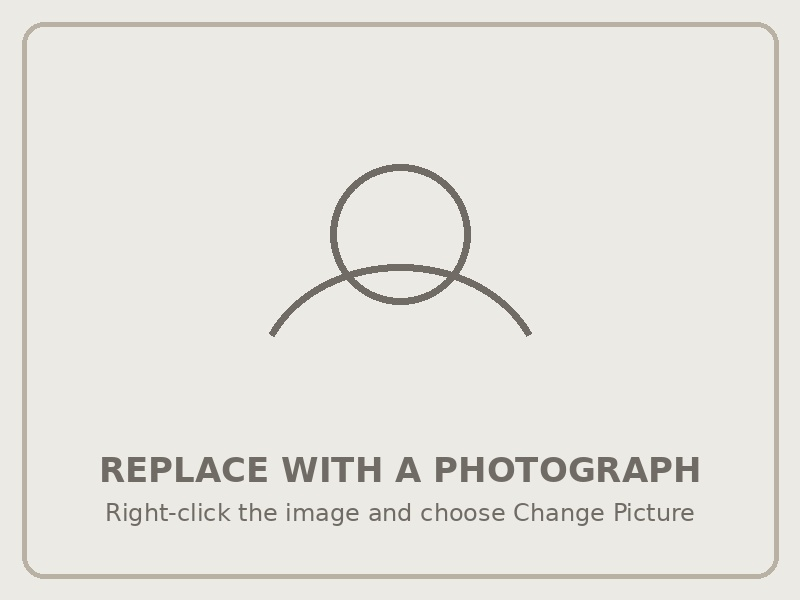 REPLACE WITH A PHOTOGRAPH
Right-click the image and choose Change Picture